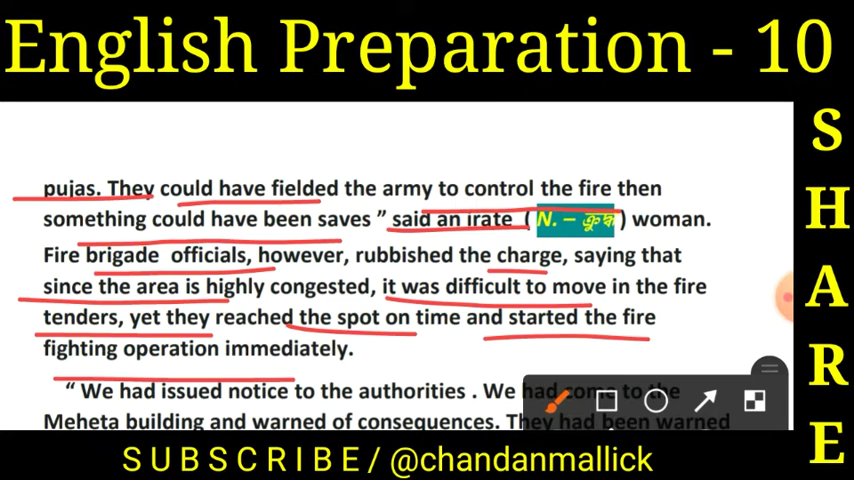 English Preparation - 10
pujas. They could have fielded the army to control the fire then
something could have been saves ” said an irate ( N. – ক্রুদ্ধ ) woman.
Fire brigade officials, however, rubbished the charge, saying that
since the area is highly congested, it was difficult to move in the fire
tenders, yet they reached the spot on time and started the fire
fighting operation immediately.
“ We had issued notice to the authorities . We had come to the
Meheta building and warned of consequences. They had been warned
SHARE
SUBSCRIBE/ @chandanmallick